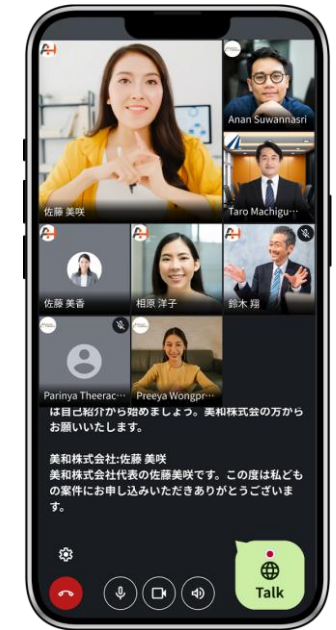 佐藤 美咲
Anan Suwannasri
Taro Machigu…
佐藤 美香
相原 洋子
鈴木 翔
Parinya Theerac…
Preeya Wongpr…
は自己紹介から始めましょう。美和株式会の方から
お願いいたします。
美和株式会社:佐藤 美咲
美和株式会社代表の佐藤美咲です。この度は私ども
の案件にお申し込みいただきありがとうございま
す。
Talk